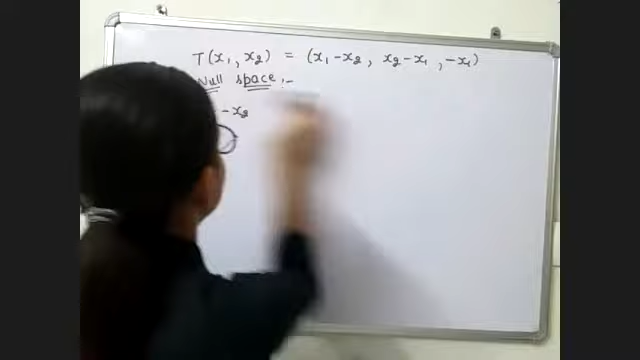 T(x₁, x₂) = (x₁ - x₂, x₂ - x₁, -x₁)
Null space :-
- x₂